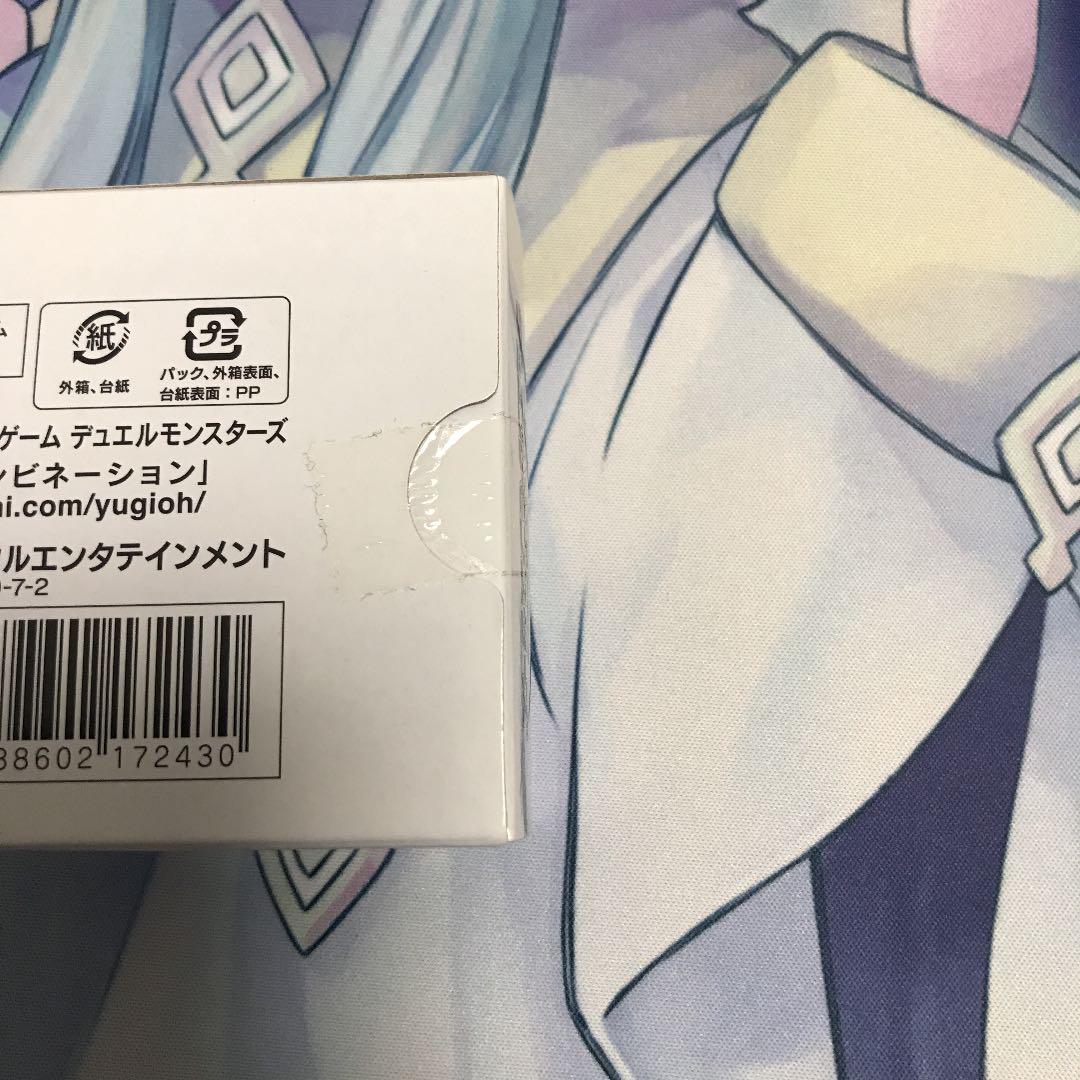 ム
紙
プラ
外箱、台紙
パック、外箱表面、
台紙表面：PP
ゲーム デュエルモンスターズ
ビネーション」
ni.com/yugioh/
ルエンタテインメント
-7-2
38602 172430